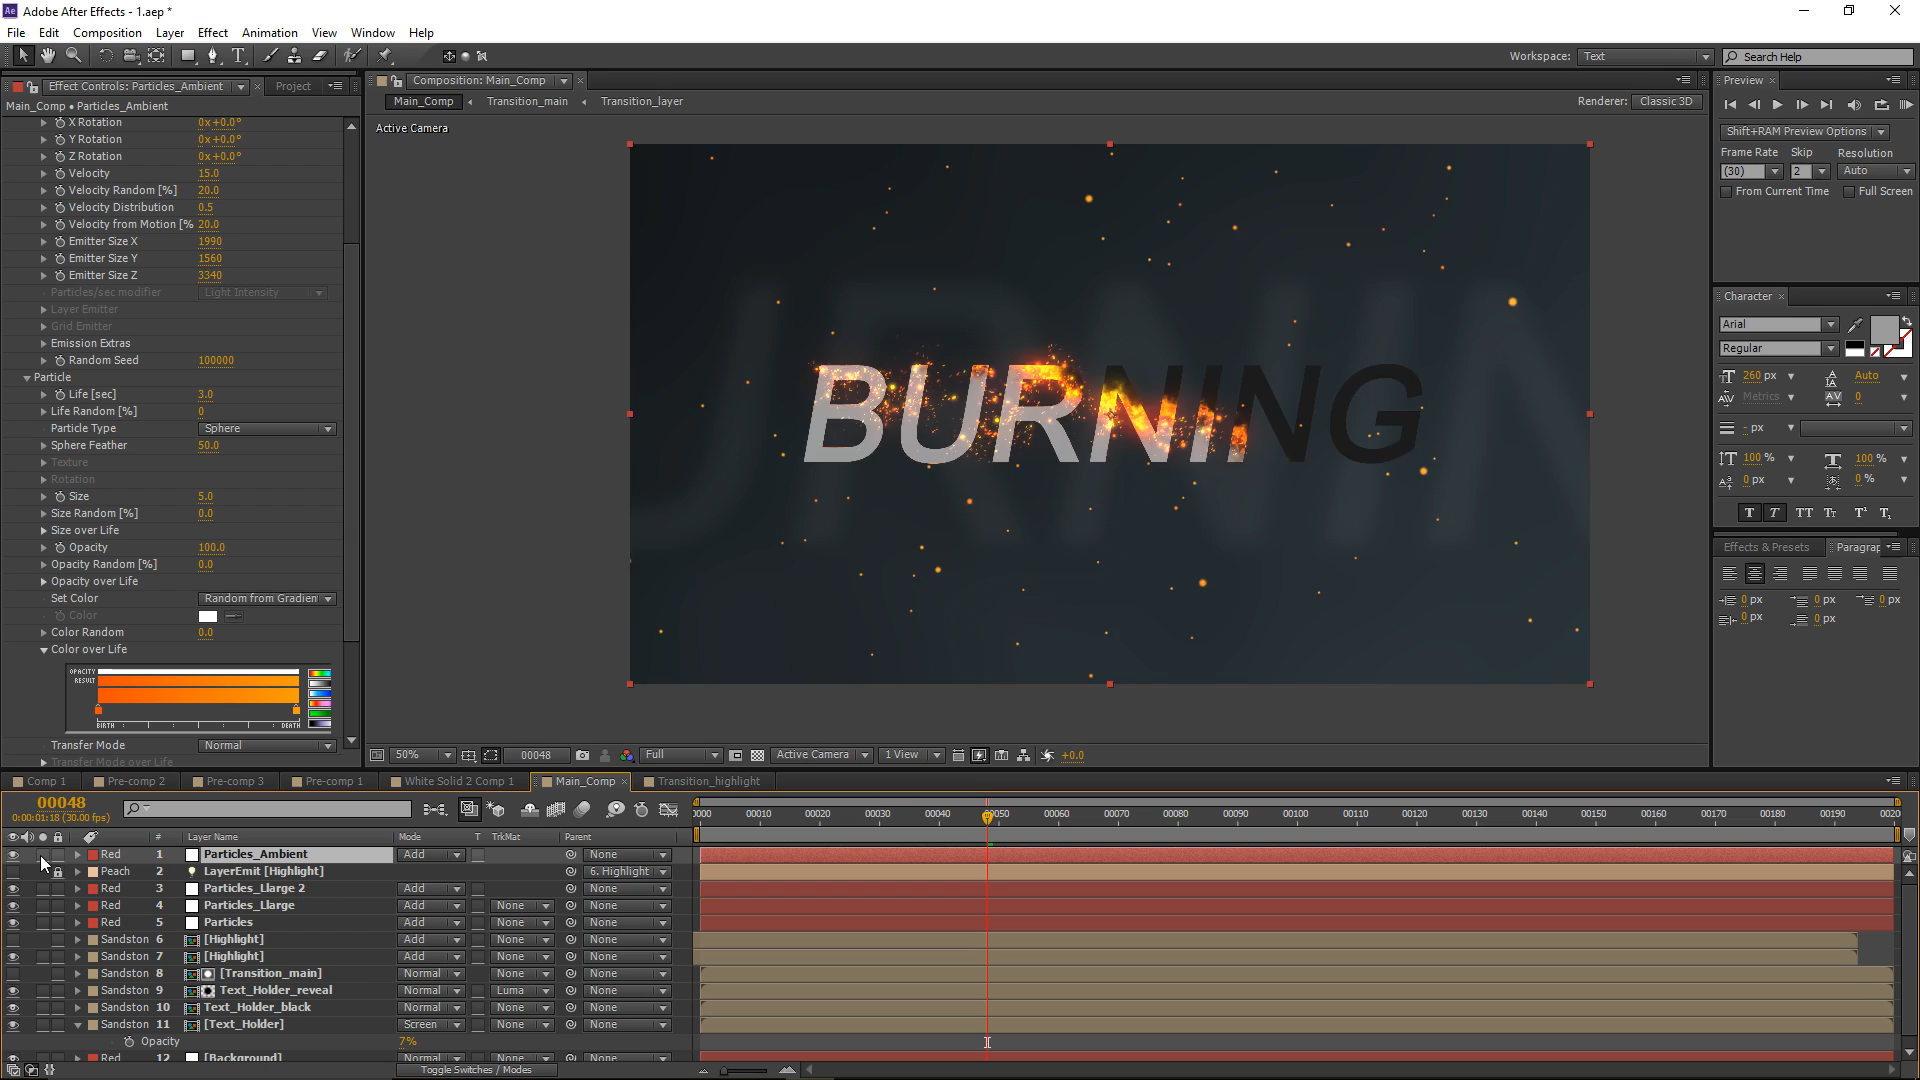 Ae Adobe After Effects - 1.aep *
File Edit Composition Layer Effect Animation View Window Help
Workspace: Text Search Help
Effect Controls: Particles_Ambient × Project
Main_Comp • Particles_Ambient
X Rotation 0x+0.0°
Y Rotation 0x+0.0°
Z Rotation 0x+0.0°
Velocity 15.0
Velocity Random [%] 20.0
Velocity Distribution 0.5
Velocity from Motion [% 20.0
Emitter Size X 1990
Emitter Size Y 1560
Emitter Size Z 3340
Particles/sec modifier Light Intensity
Layer Emitter
Grid Emitter
Emission Extras
Random Seed 100000
Particle
Life [sec] 3.0
Life Random [%] 0
Particle Type Sphere
Sphere Feather 50.0
Texture
Rotation
Size 5.0
Size Random [%] 0.0
Size over Life
Opacity 100.0
Opacity Random [%] 0.0
Opacity over Life
Set Color Random from Gradien
Color
Color Random 0.0
Color over Life
OPACITY
RESULT
BIRTH DEATH
Transfer Mode Normal
Transfer Mode over Life
Composition: Main_Comp ×
Main_Comp Transition_main Transition_layer
Renderer: Classic 3D
Active Camera
BURNING
50% 00048 Full Active Camera 1 View +0.0
Preview ×
Shift+RAM Preview Options
Frame Rate Skip Resolution
(30) 2 Auto
From Current Time Full Screen
Character ×
Arial
Regular
260 px Auto
Metrics 0
- px
100 % 100 %
0 px 0 %
T T TT Tт T¹ T₁
Effects & Presets Paragrap
0 px 0 px 0 px
0 px 0 px
Comp 1 Pre-comp 2 Pre-comp 3 Pre-comp 1 White Solid 2 Comp 1 Main_Comp × Transition_highlight
00048
0:00:01:18 (30.00 fps)
0000 00010 00020 00030 00040 00050 00060 00070 00080 00090 00100 00110 00120 00130 00140 00150 00160 00170 00180 00190 0020
# Layer Name Mode T TrkMat Parent
Red 1 Particles_Ambient Add None
Peach 2 LayerEmit [Highlight] 6. Highlight
Red 3 Particles_Llarge 2 Add None
Red 4 Particles_Llarge Add None None
Red 5 Particles Add None None
Sandston 6 [Highlight] Add None None
Sandston 7 [Highlight] Add None None
Sandston 8 [Transition_main] Normal None None
Sandston 9 Text_Holder_reveal Normal Luma None
Sandston 10 Text_Holder_black Normal None None
Sandston 11 [Text_Holder] Screen None None
Opacity 7%
Red 12 [Background] Normal None None
Toggle Switches / Modes